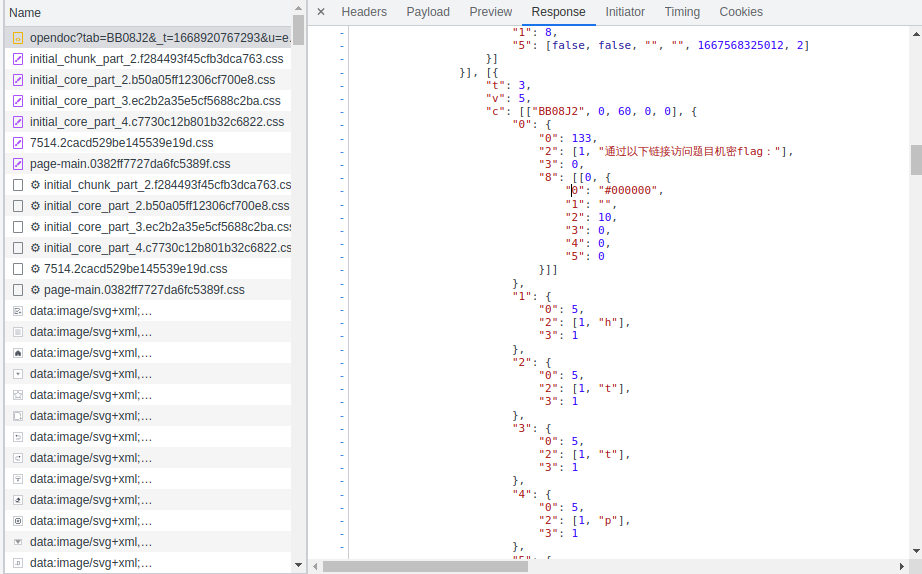 Name
× Headers Payload Preview Response Initiator Timing Cookies
opendoc?tab=BB08J2&_t=1668920767293&u=e.
initial_chunk_part_2.f284493f45cfb3dca763.css
initial_core_part_2.b50a05ff12306cf700e8.css
initial_core_part_3.ec2b2a35e5cf5688c2ba.css
initial_core_part_4.c7730c12b801b32c6822.css
7514.2cacd529be145539e19d.css
page-main.0382ff7727da6fc5389f.css
initial_chunk_part_2.f284493f45cfb3dca763.cs
initial_core_part_2.b50a05ff12306cf700e8.css
initial_core_part_3.ec2b2a35e5cf5688c2ba.css
initial_core_part_4.c7730c12b801b32c6822.css
7514.2cacd529be145539e19d.css
page-main.0382ff7727da6fc5389f.css
data:image/svg+xml;…
data:image/svg+xml,…
data:image/svg+xml;…
data:image/svg+xml,…
data:image/svg+xml;…
data:image/svg+xml;…
data:image/svg+xml;…
data:image/svg+xml;…
data:image/svg+xml;…
data:image/svg+xml;…
data:image/svg+xml;…
data:image/svg+xml,…
data:image/svg+xml;…
"1": 8,
"5": [false, false, "", "", 1667568325012, 2]
}]
}], [{
"t": 3,
"v": 5,
"c": [["BB08J2", 0, 60, 0, 0], {
"0": {
"0": 133,
"2": [1, "通过以下链接访问题目机密flag："],
"3": 0,
"8": [[0, {
"0": "#000000",
"1": "",
"2": 10,
"3": 0,
"4": 0,
"5": 0
}]]
},
"1": {
"0": 5,
"2": [1, "h"],
"3": 1
},
"2": {
"0": 5,
"2": [1, "t"],
"3": 1
},
"3": {
"0": 5,
"2": [1, "t"],
"3": 1
},
"4": {
"0": 5,
"2": [1, "p"],
"3": 1
},
"5": {